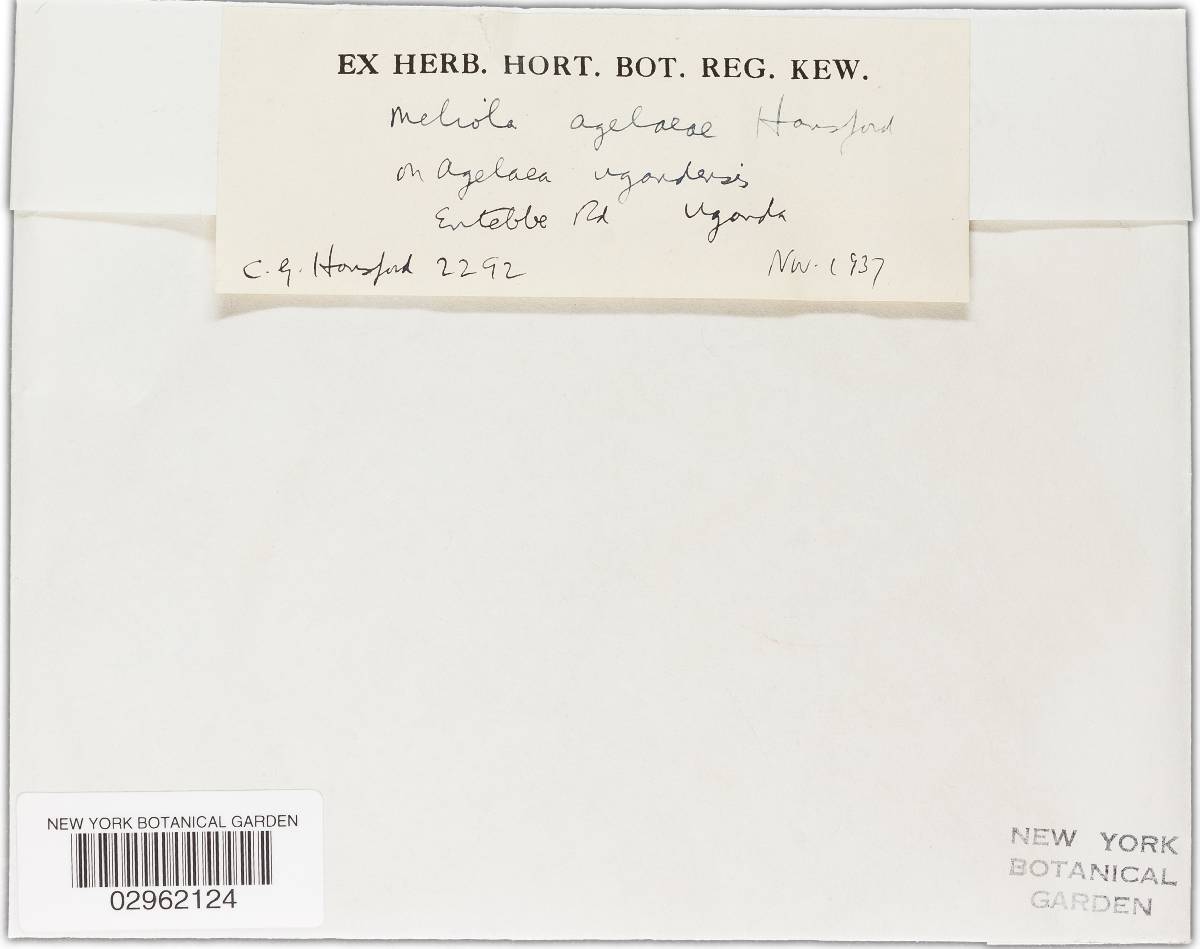 EX HERB. HORT. BOT. REG. KEW.
Meliola agelaeae Hansford
on Agelaea ugandensis
Entebbe Rd Uganda
C.G. Hansford 2292 Nov. 1937
NEW YORK BOTANICAL GARDEN
02962124
NEW YORK
BOTANICAL
GARDEN